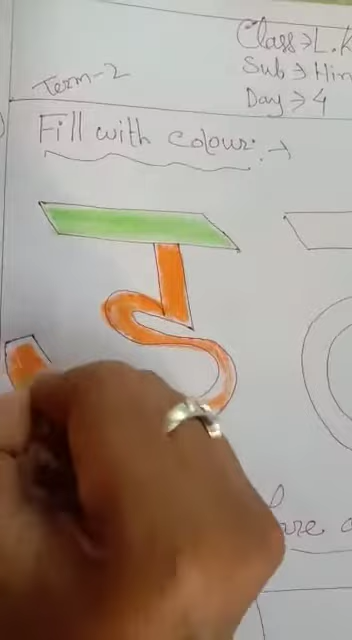 Class → L.K
Term-2
Sub → Hin
Day → 4
Fill with colour. →